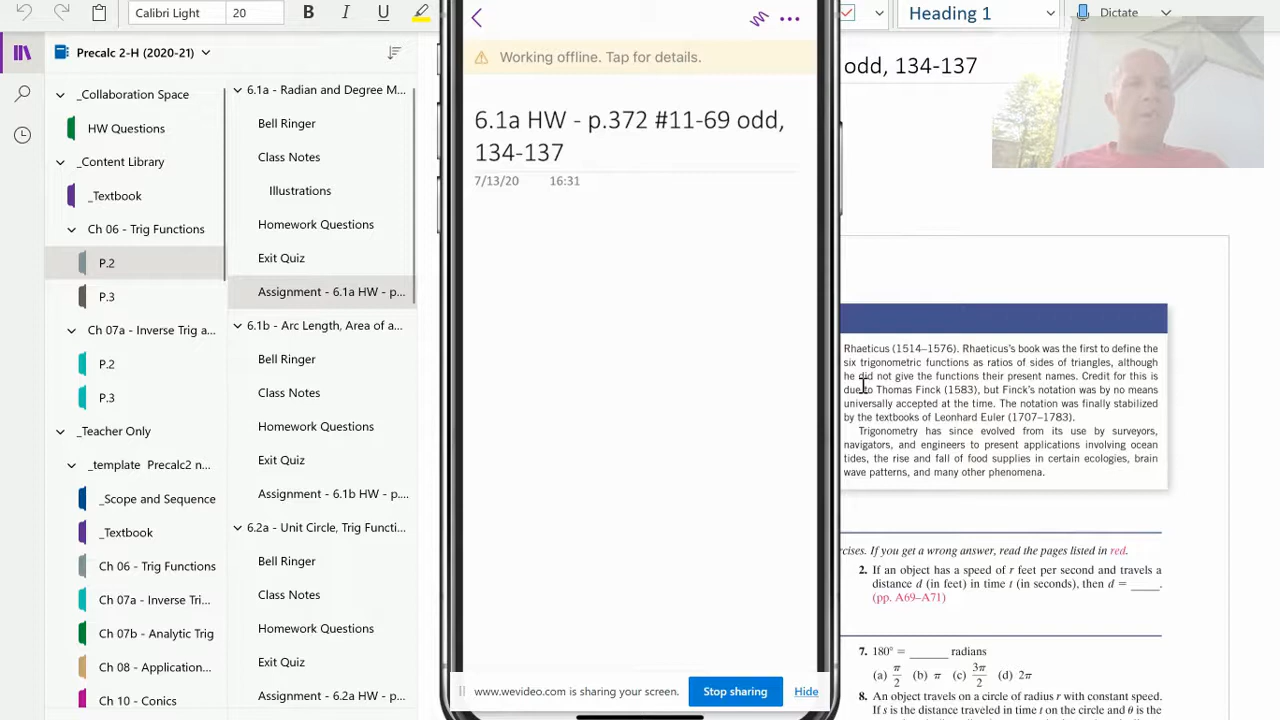 Calibri Light
20
B
I
U
Heading 1
Dictate
Precalc 2-H (2020-21)
_Collaboration Space
HW Questions
_Content Library
_Textbook
Ch 06 - Trig Functions
P.2
P.3
Ch 07a - Inverse Trig a...
P.2
P.3
_Teacher Only
_template Precalc2 n...
_Scope and Sequence
_Textbook
Ch 06 - Trig Functions
Ch 07a - Inverse Tri...
Ch 07b - Analytic Trig
Ch 08 - Application...
Ch 10 - Conics
6.1a - Radian and Degree M...
Bell Ringer
Class Notes
Illustrations
Homework Questions
Exit Quiz
Assignment - 6.1a HW - p...
6.1b - Arc Length, Area of a...
Bell Ringer
Class Notes
Homework Questions
Exit Quiz
Assignment - 6.1b HW - p...
6.2a - Unit Circle, Trig Functi...
Bell Ringer
Class Notes
Homework Questions
Exit Quiz
Assignment - 6.2a HW - p...
Working offline. Tap for details.
6.1a HW - p.372 #11-69 odd,
134-137
7/13/20 16:31
www.wevideo.com is sharing your screen.
Stop sharing
Hide
odd, 134-137
Rhaeticus (1514–1576). Rhaeticus's book was the first to define the
six trigonometric functions as ratios of sides of triangles, although
he did not give the functions their present names. Credit for this is
due to Thomas Finck (1583), but Finck's notation was by no means
universally accepted at the time. The notation was finally stabilized
by the textbooks of Leonhard Euler (1707–1783).
Trigonometry has since evolved from its use by surveyors,
navigators, and engineers to present applications involving ocean
tides, the rise and fall of food supplies in certain ecologies, brain
wave patterns, and many other phenomena.
rcises. If you get a wrong answer, read the pages listed in red.
2. If an object has a speed of r feet per second and travels a
distance d (in feet) in time t (in seconds), then d = _____.
(pp. A69–A71)
7. 180° = ______ radians
(a) π/2 (b) π (c) 3π/2 (d) 2π
8. An object travels on a circle of radius r with constant speed.
If s is the distance traveled in time t on the circle and θ is the